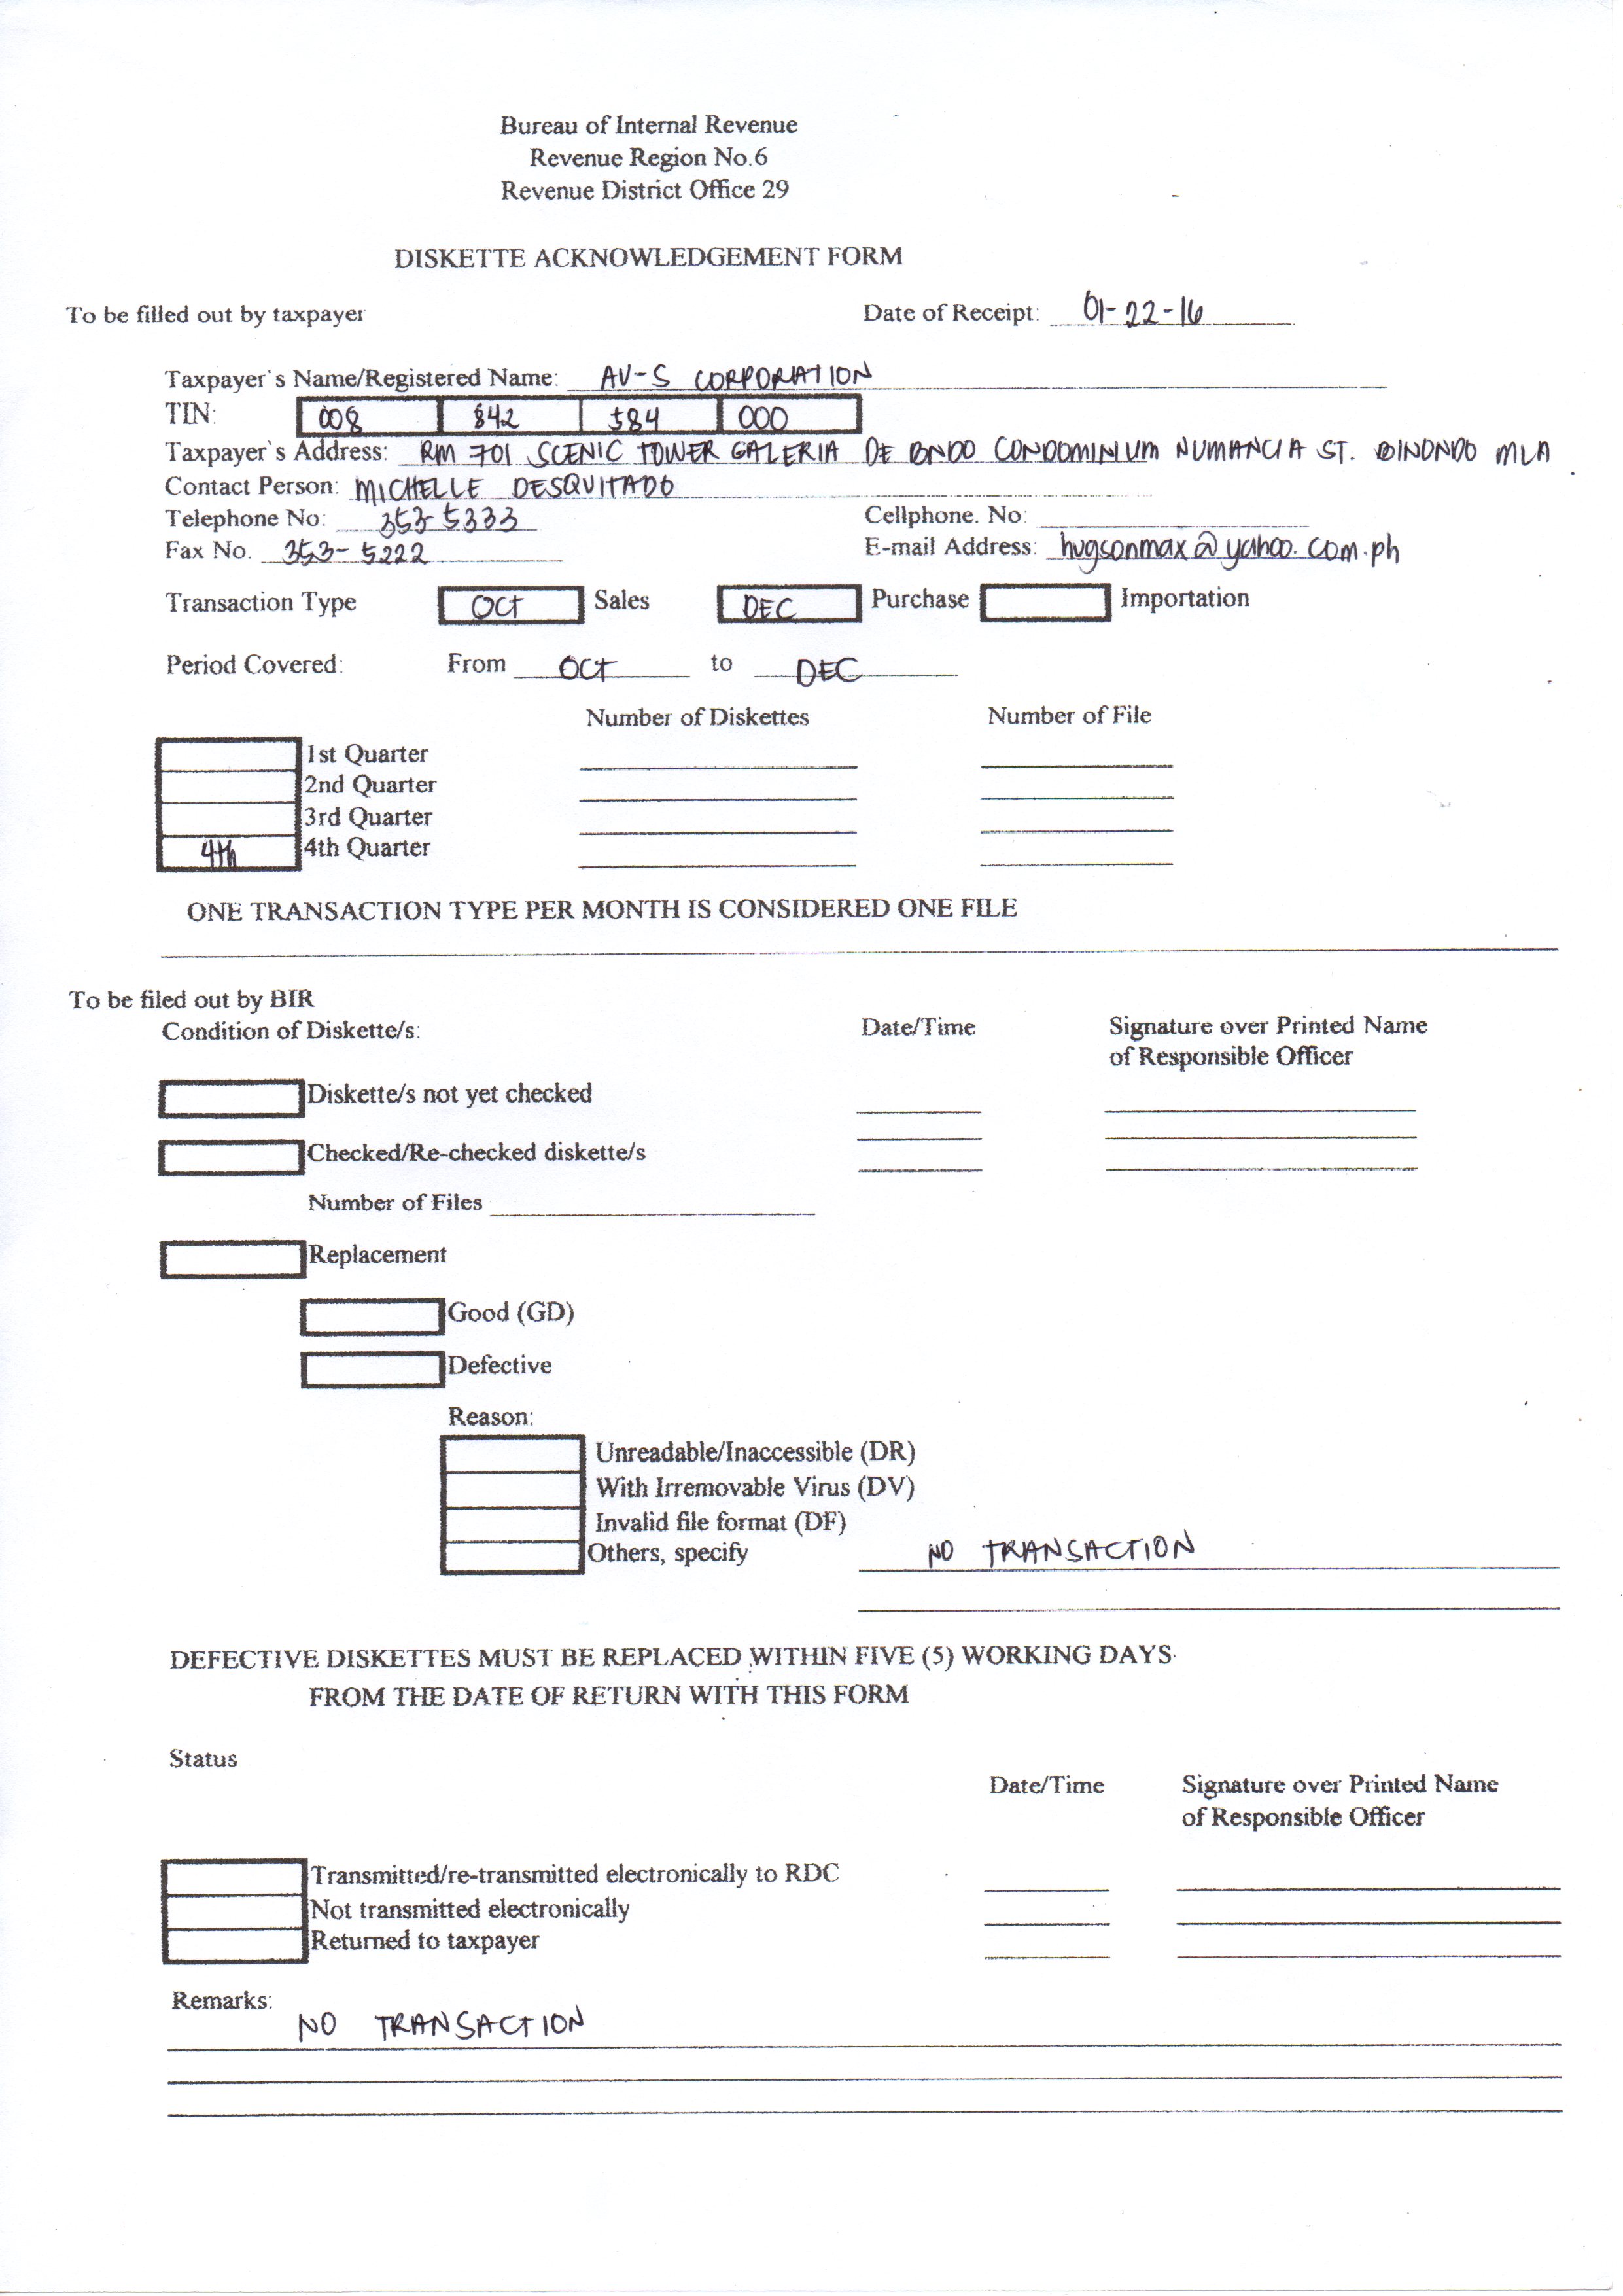 Bureau of Internal Revenue
Revenue Region No.6
Revenue District Office 29
DISKETTE ACKNOWLEDGEMENT FORM
To be filled out by taxpayer Date of Receipt: 01-22-16
Taxpayer's Name/Registered Name: AV-S CORPORATION
TIN: 008 842 584 000
Taxpayer's Address: RM 701 SCENIC TOWER GALERIA DE BNDO CONDOMINIUM NUMANCIA ST. BINONDO MLA
Contact Person: MICHELLE DESQUITADO
Telephone No: 353-5333 Cellphone. No:
Fax No. 353-5222 E-mail Address: hugsonmax@yahoo.com.ph
Transaction Type OCT Sales DEC Purchase Importation
Period Covered: From OCT to DEC
Number of Diskettes Number of File
1st Quarter
2nd Quarter
3rd Quarter
4th 4th Quarter
ONE TRANSACTION TYPE PER MONTH IS CONSIDERED ONE FILE
To be filed out by BIR
Condition of Diskette/s: Date/Time Signature over Printed Name
of Responsible Officer
Diskette/s not yet checked
Checked/Re-checked diskette/s
Number of Files
Replacement
Good (GD)
Defective
Reason:
Unreadable/Inaccessible (DR)
With Irremovable Virus (DV)
Invalid file format (DF)
Others, specify NO TRANSACTION
DEFECTIVE DISKETTES MUST BE REPLACED WITHIN FIVE (5) WORKING DAYS
FROM THE DATE OF RETURN WITH THIS FORM
Status
Date/Time Signature over Printed Name
of Responsible Officer
Transmitted/re-transmitted electronically to RDC
Not transmitted electronically
Returned to taxpayer
Remarks:
NO TRANSACTION